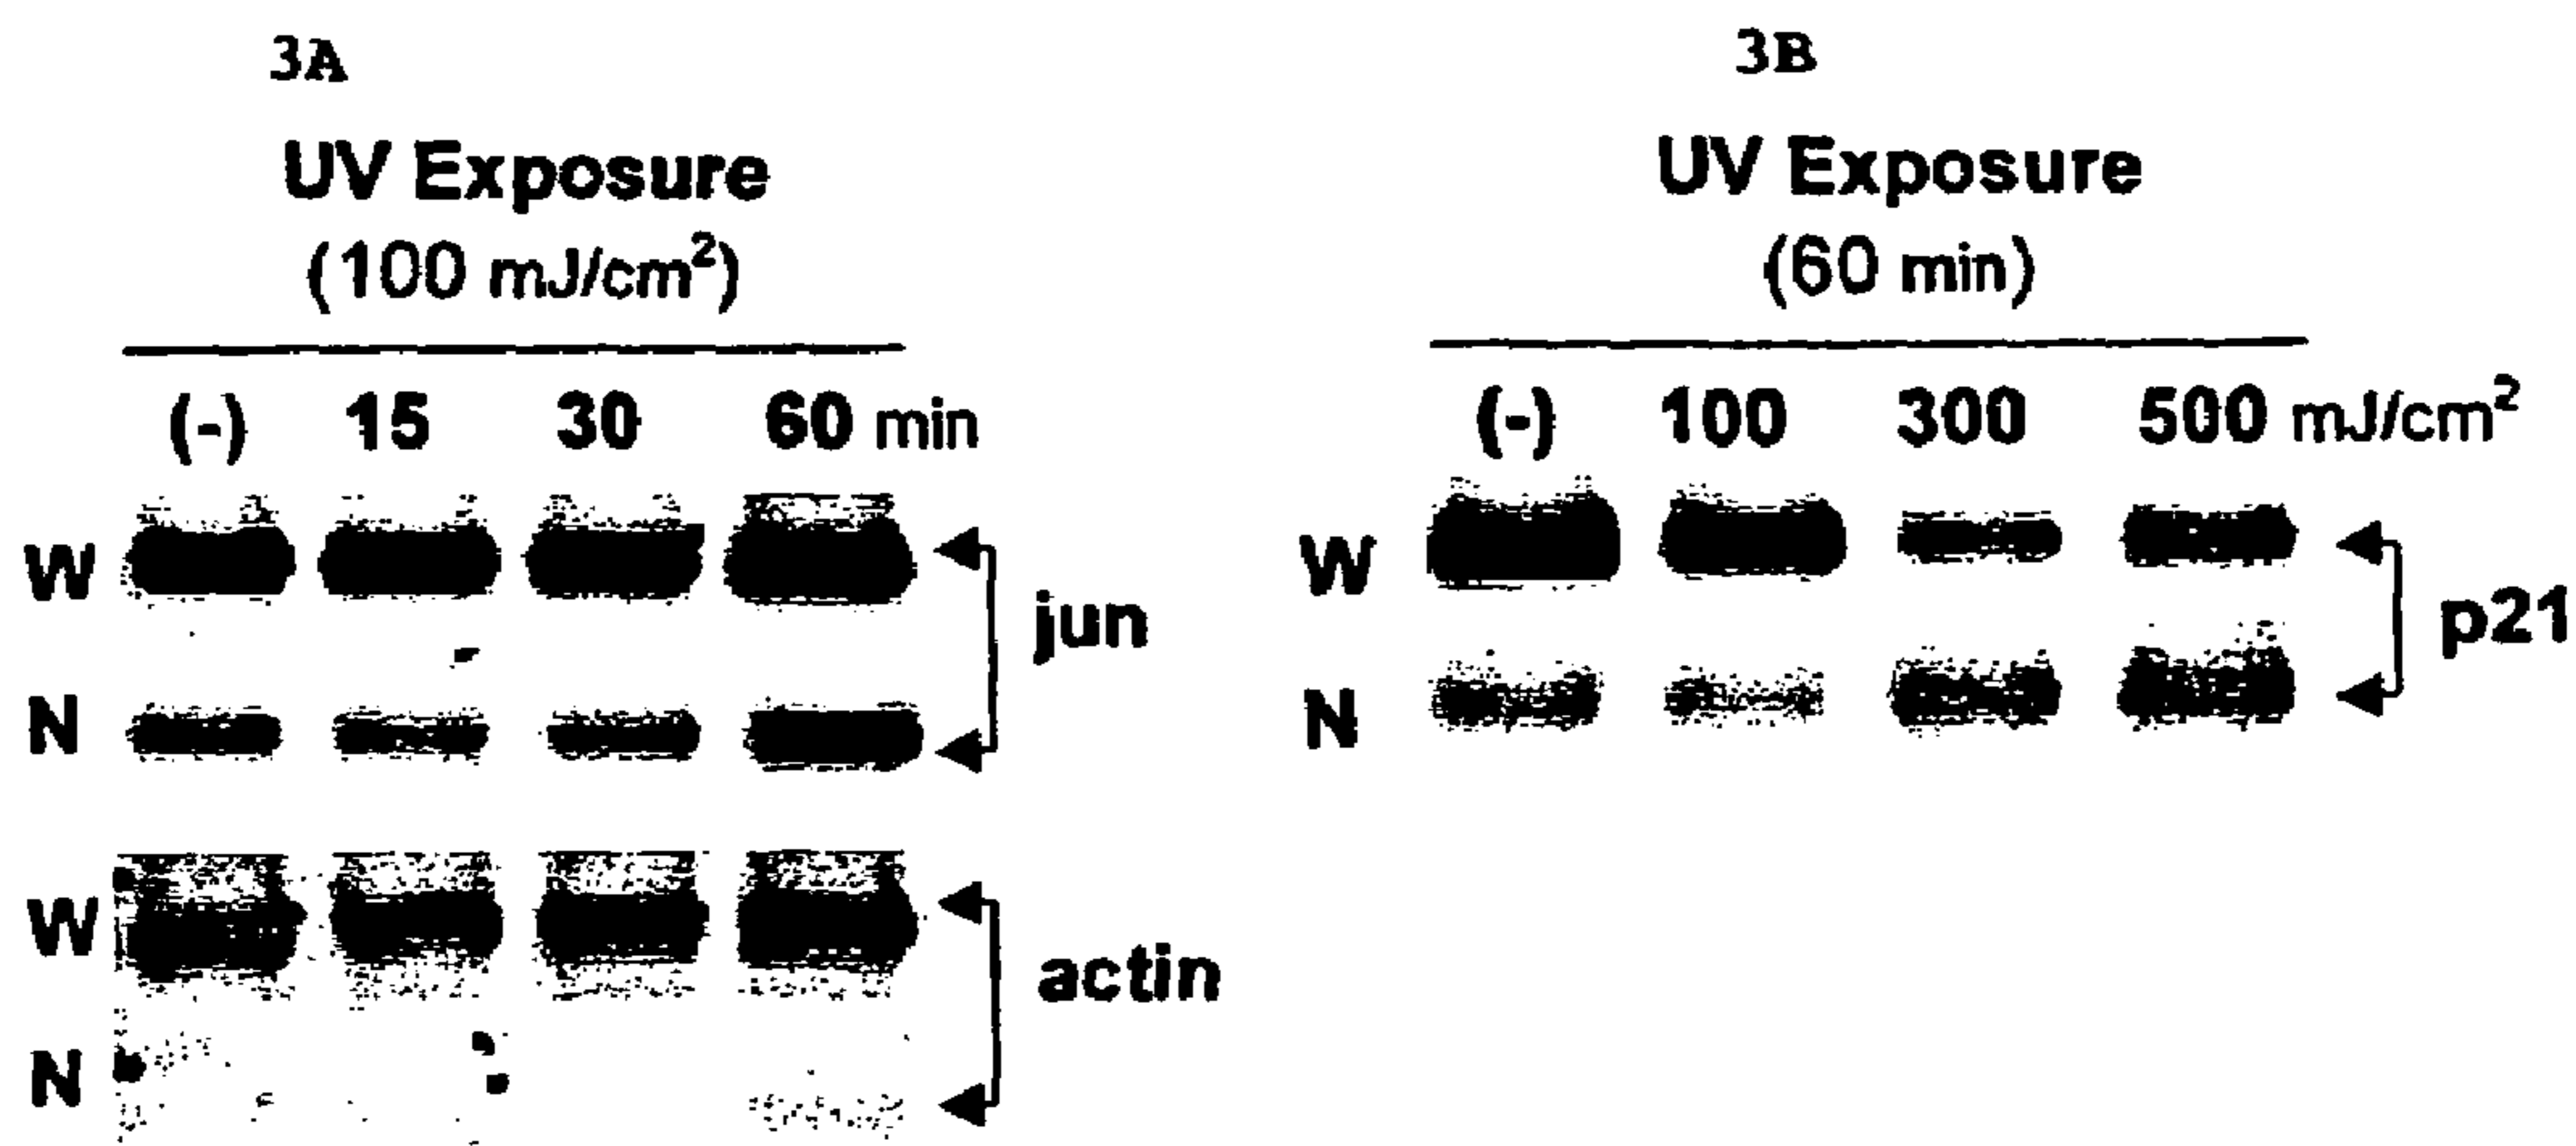 3A
UV Exposure
(100 mJ/cm²)
(-) 15 30 60 min
W
jun
N
W
actin
N
3B
UV Exposure
(60 min)
(-) 100 300 500 mJ/cm²
W
p21
N